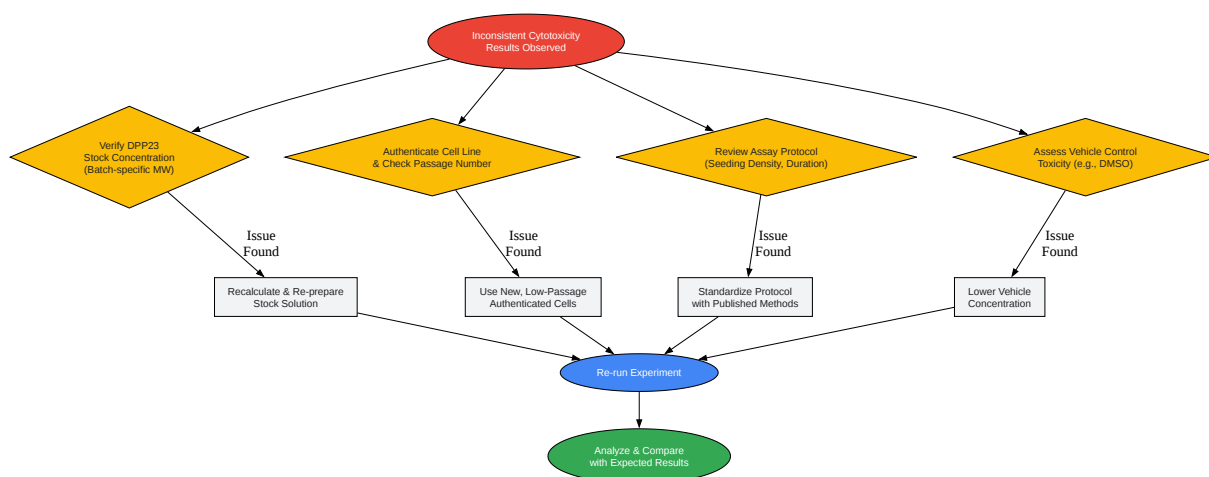 Inconsistent Cytotoxicity
Results Observed
Verify DPP23
Stock Concentration
(Batch-specific MW)
Authenticate Cell Line
& Check Passage Number
Review Assay Protocol
(Seeding Density, Duration)
Assess Vehicle Control
Toxicity (e.g., DMSO)
Issue
Found
Issue
Found
Issue
Found
Issue
Found
Recalculate & Re-prepare
Stock Solution
Use New, Low-Passage
Authenticated Cells
Standardize Protocol
with Published Methods
Lower Vehicle
Concentration
Re-run Experiment
Analyze & Compare
with Expected Results